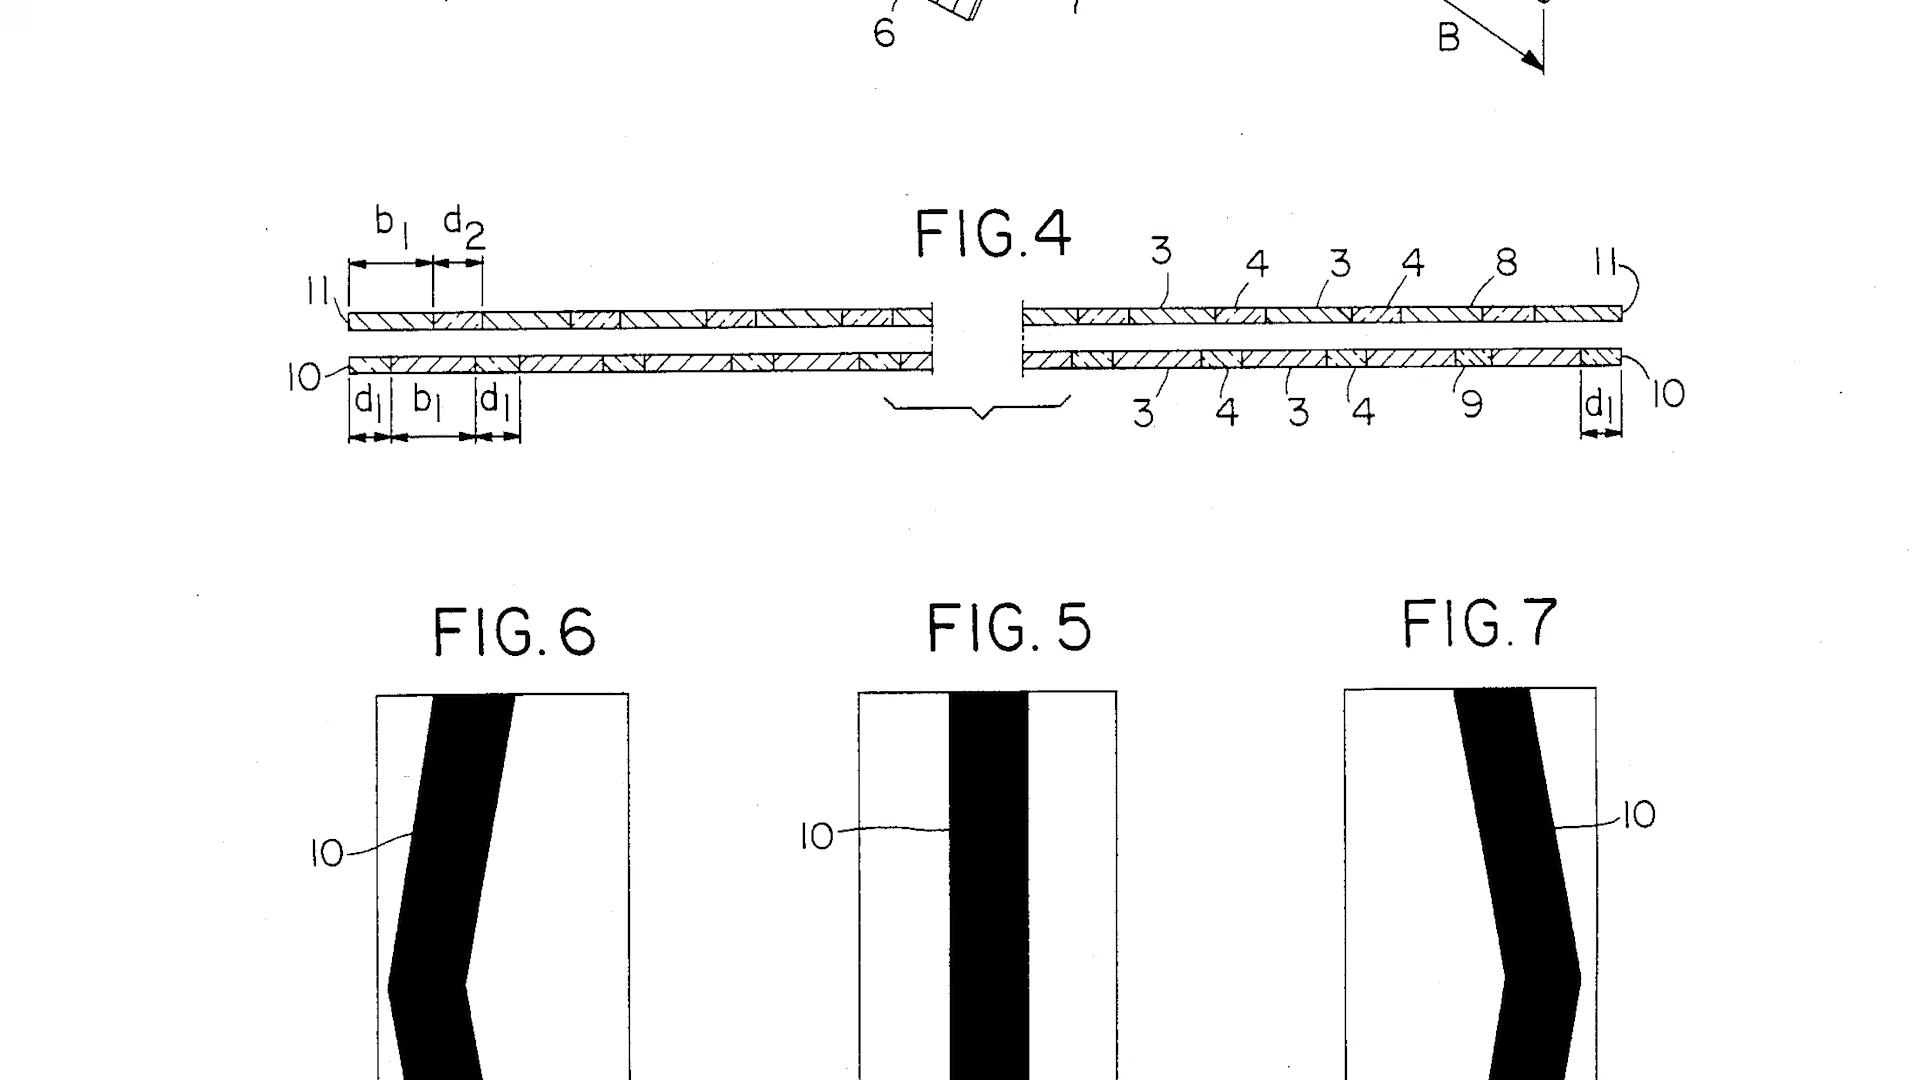 6
B
FIG.4
b1 d2
3 4 3 4 8 11
11
10
d1 b1 d1
3 4 3 4 9 d1 10
FIG.6 FIG.5 FIG.7
10 10 10